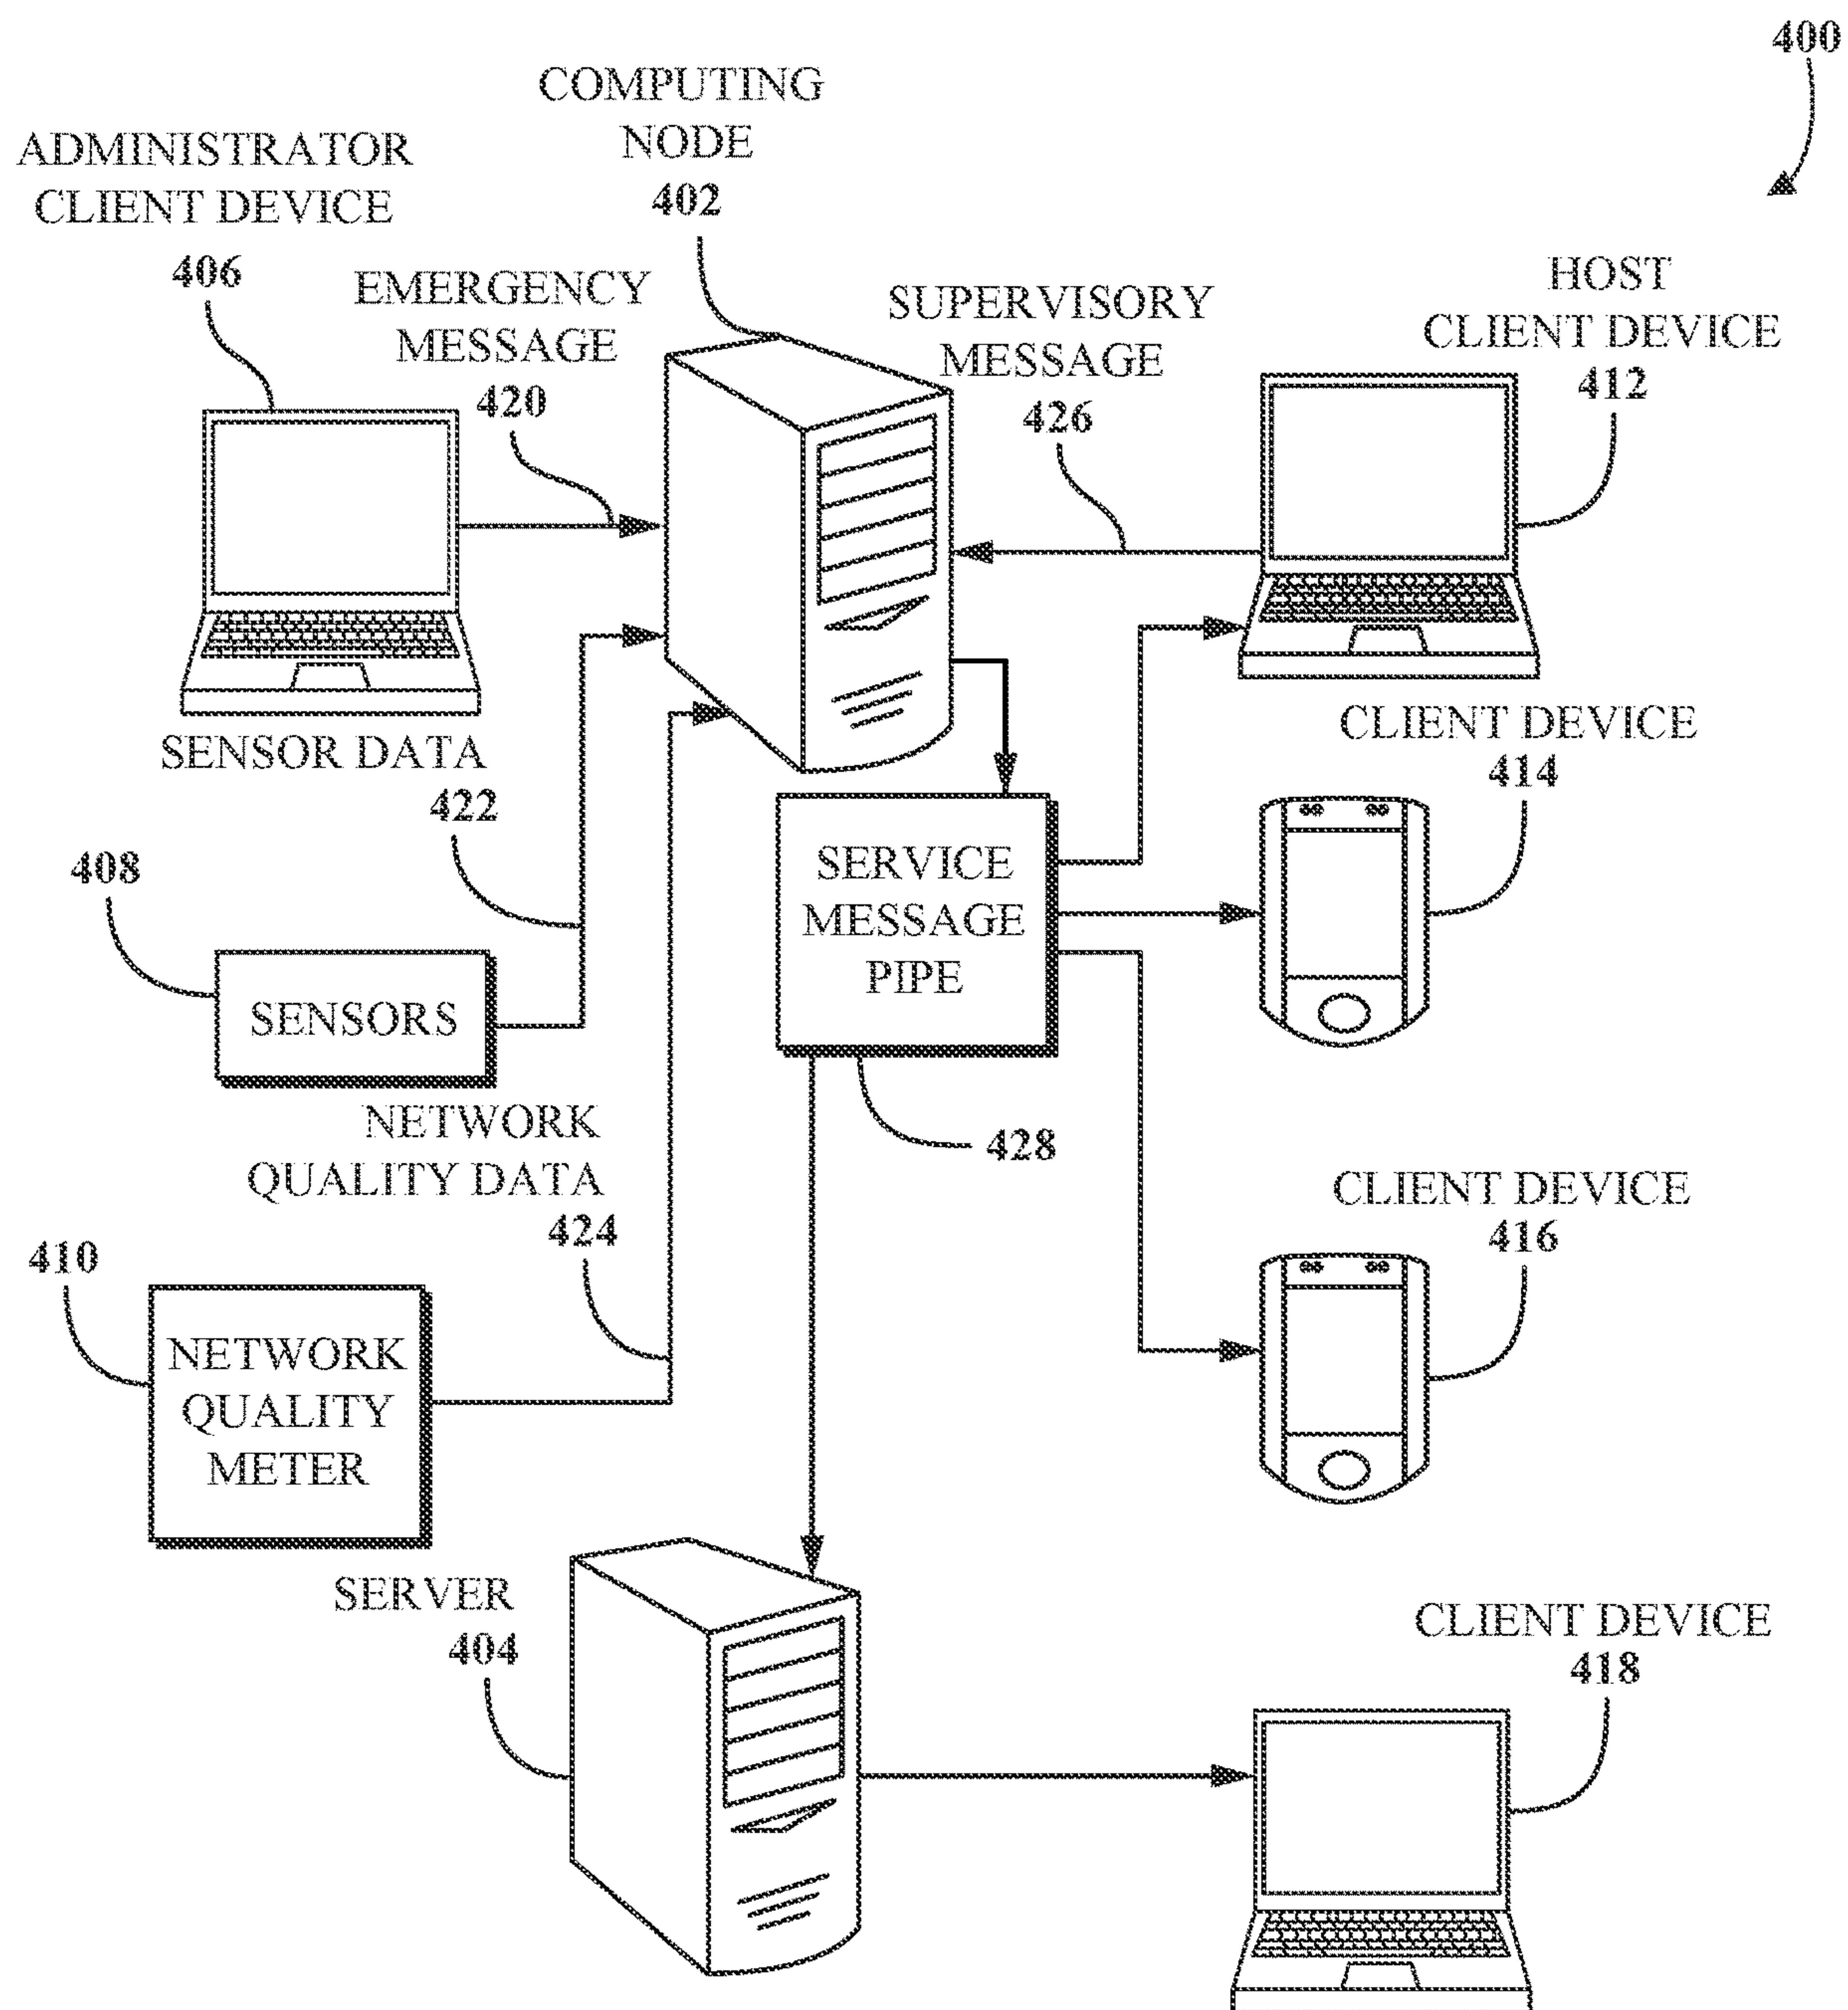 400
COMPUTING
NODE
402
ADMINISTRATOR
CLIENT DEVICE
406
EMERGENCY
MESSAGE
420
SUPERVISORY
MESSAGE
426
HOST
CLIENT DEVICE
412
SENSOR DATA
422
CLIENT DEVICE
414
408
SENSORS
SERVICE
MESSAGE
PIPE
428
NETWORK
QUALITY DATA
424
CLIENT DEVICE
416
410
NETWORK
QUALITY
METER
SERVER
404
CLIENT DEVICE
418